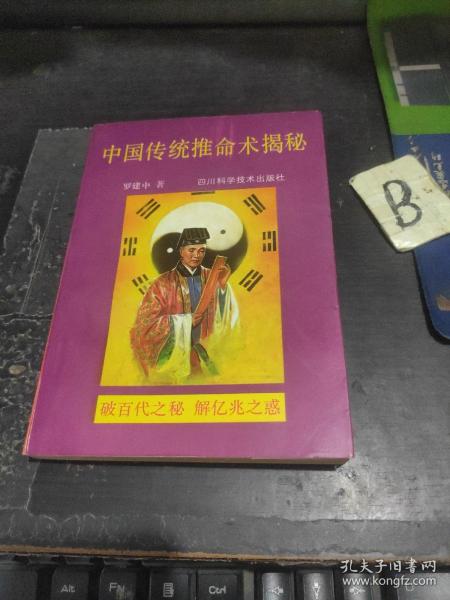 中国传统推命术揭秘
罗建中 著 四川科学技术出版社
破百代之秘 解亿兆之惑
B
Alt Fn Ctrl
孔夫子旧书网
www.kongfz.com